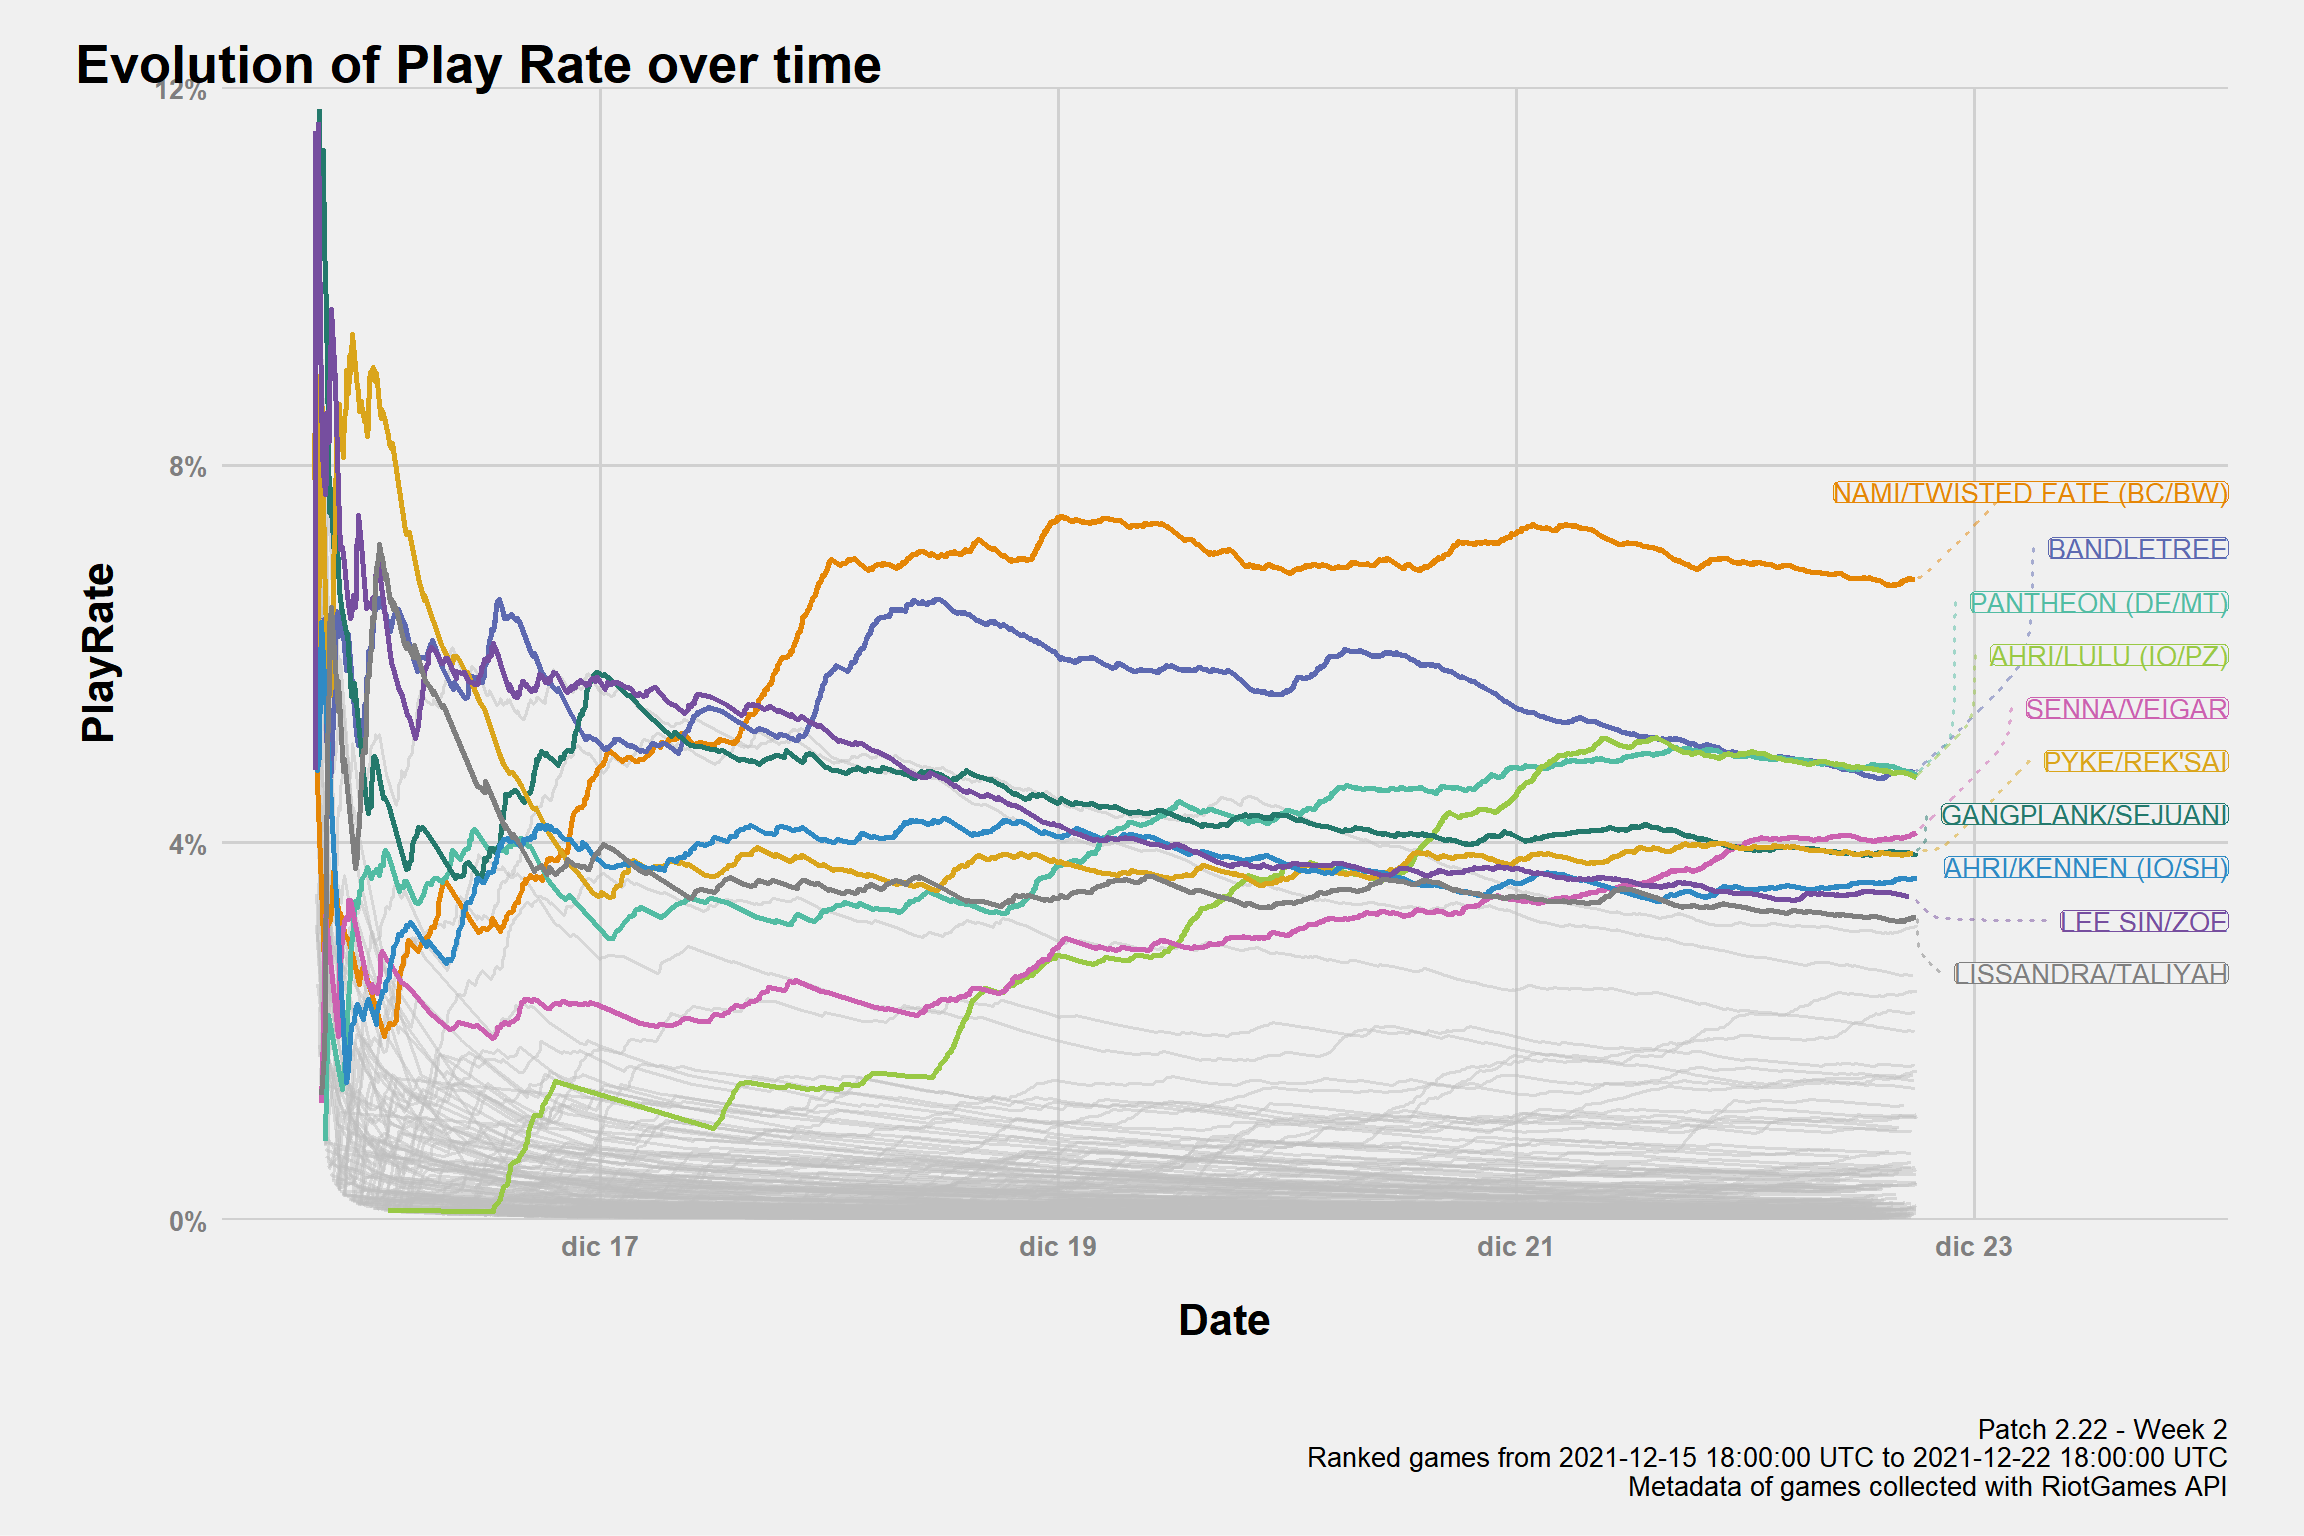 Evolution of Play Rate over time
12%
8%
4%
0%
PlayRate
NAMI/TWISTED FATE (BC/BW)
BANDLETREE
PANTHEON (DE/MT)
AHRI/LULU (IO/PZ)
SENNA/VEIGAR
PYKE/REK'SAI
GANGPLANK/SEJUANI
AHRI/KENNEN (IO/SH)
LEE SIN/ZOE
LISSANDRA/TALIYAH
dic 17 dic 19 dic 21 dic 23
Date
Patch 2.22 - Week 2
Ranked games from 2021-12-15 18:00:00 UTC to 2021-12-22 18:00:00 UTC
Metadata of games collected with RiotGames API